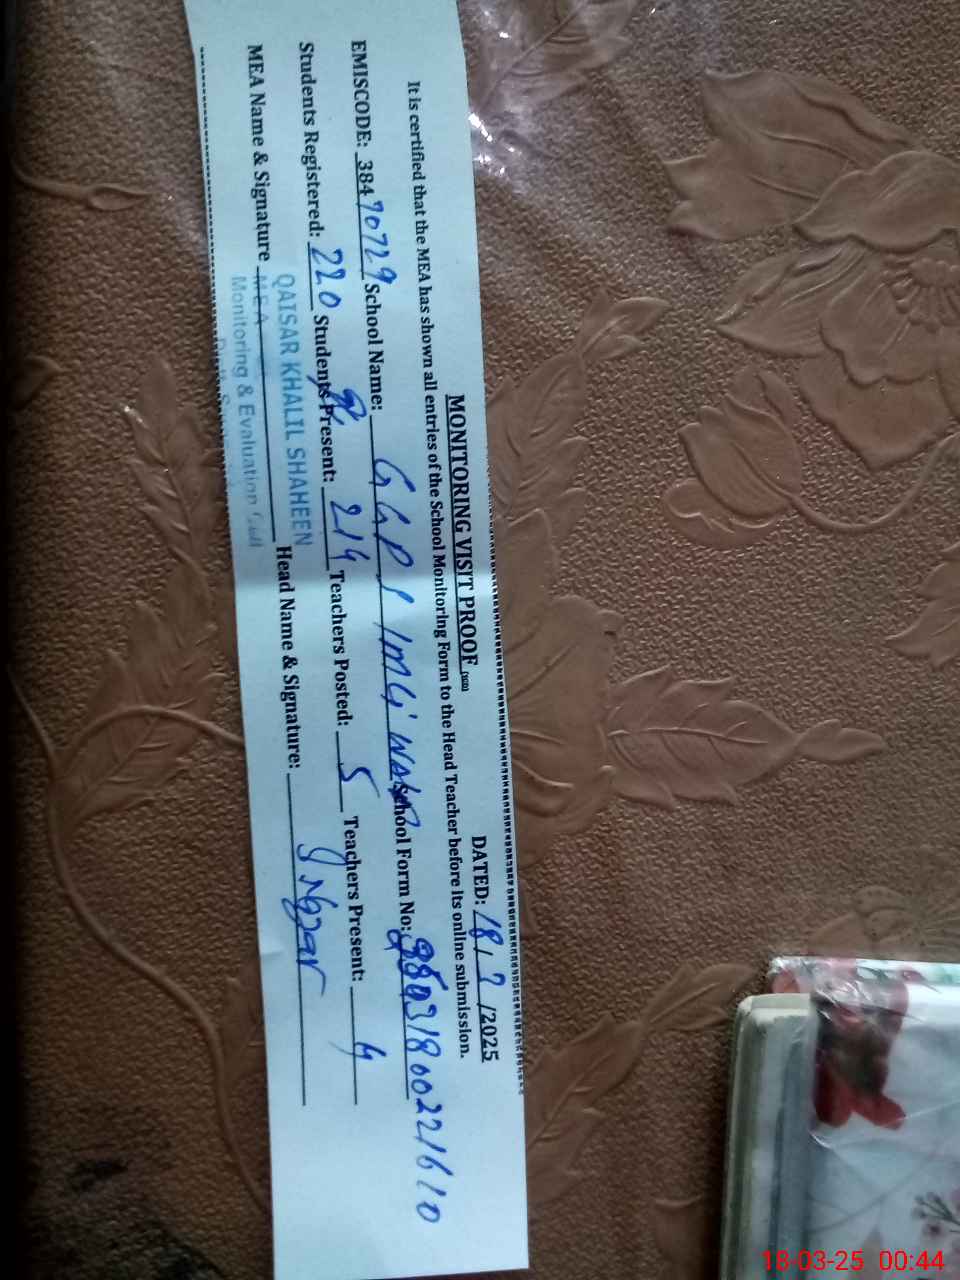 MONITORING VISIT PROOF
DATED: 18/3/2025
It is certified that the MEA has shown all entries of the School Monitoring Form to the Head Teacher before its online submission.
EMISCODE: 38470729 School Name: GGPS School Form No:
Students Registered: 220 Students Present: 214 Teachers Posted: 5 Teachers Present: 4
MEA Name & Signature Head Name & Signature:
QAISAR KHALIL SHAHEEN
M.E.A
Monitoring & Evaluation Cell
18-03-25 00:44